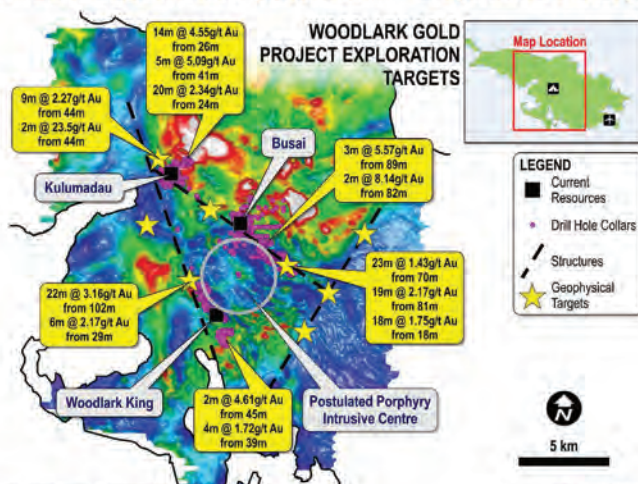 WOODLARK GOLD
PROJECT EXPLORATION
TARGETS
14m @ 4.55g/t Au
from 26m
5m @ 5.09g/t Au
from 41m
20m @ 2.34g/t Au
from 24m
9m @ 2.27g/t Au
from 44m
2m @ 23.5g/t Au
from 44m
Kulumadau
Busai
3m @ 5.57g/t Au
from 89m
2m @ 8.14g/t Au
from 82m
23m @ 1.43g/t Au
from 70m
19m @ 2.17g/t Au
from 81m
18m @ 1.75g/t Au
from 16m
22m @ 3.16g/t Au
from 102m
6m @ 2.17g/t Au
from 29m
Woodlark King
2m @ 4.61g/t Au
from 45m
4m @ 1.72g/t Au
from 39m
Postulated Porphyry
Intrusive Centre
Map Location
LEGEND
Current
Resources
Drill Hole Collars
Structures
Geophysical
Targets
N
5 km